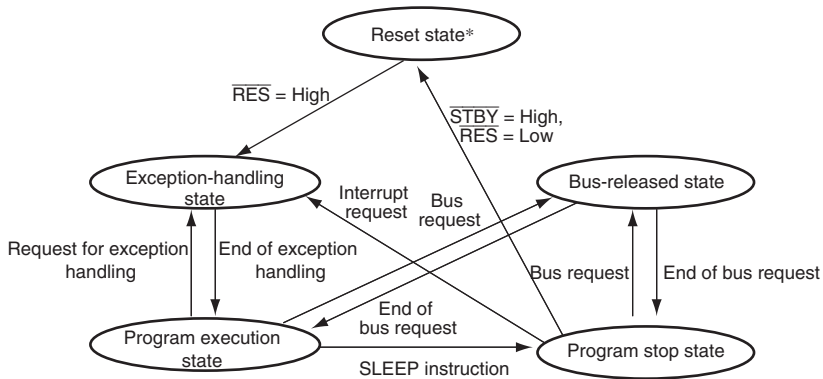 Reset state*
RES = High
STBY = High,
RES = Low
Exception-handling
state
Bus-released state
Interrupt
request
Bus
request
Request for exception
handling
End of exception
handling
Bus request
End of bus request
End of
bus request
Program execution
state
Program stop state
SLEEP instruction